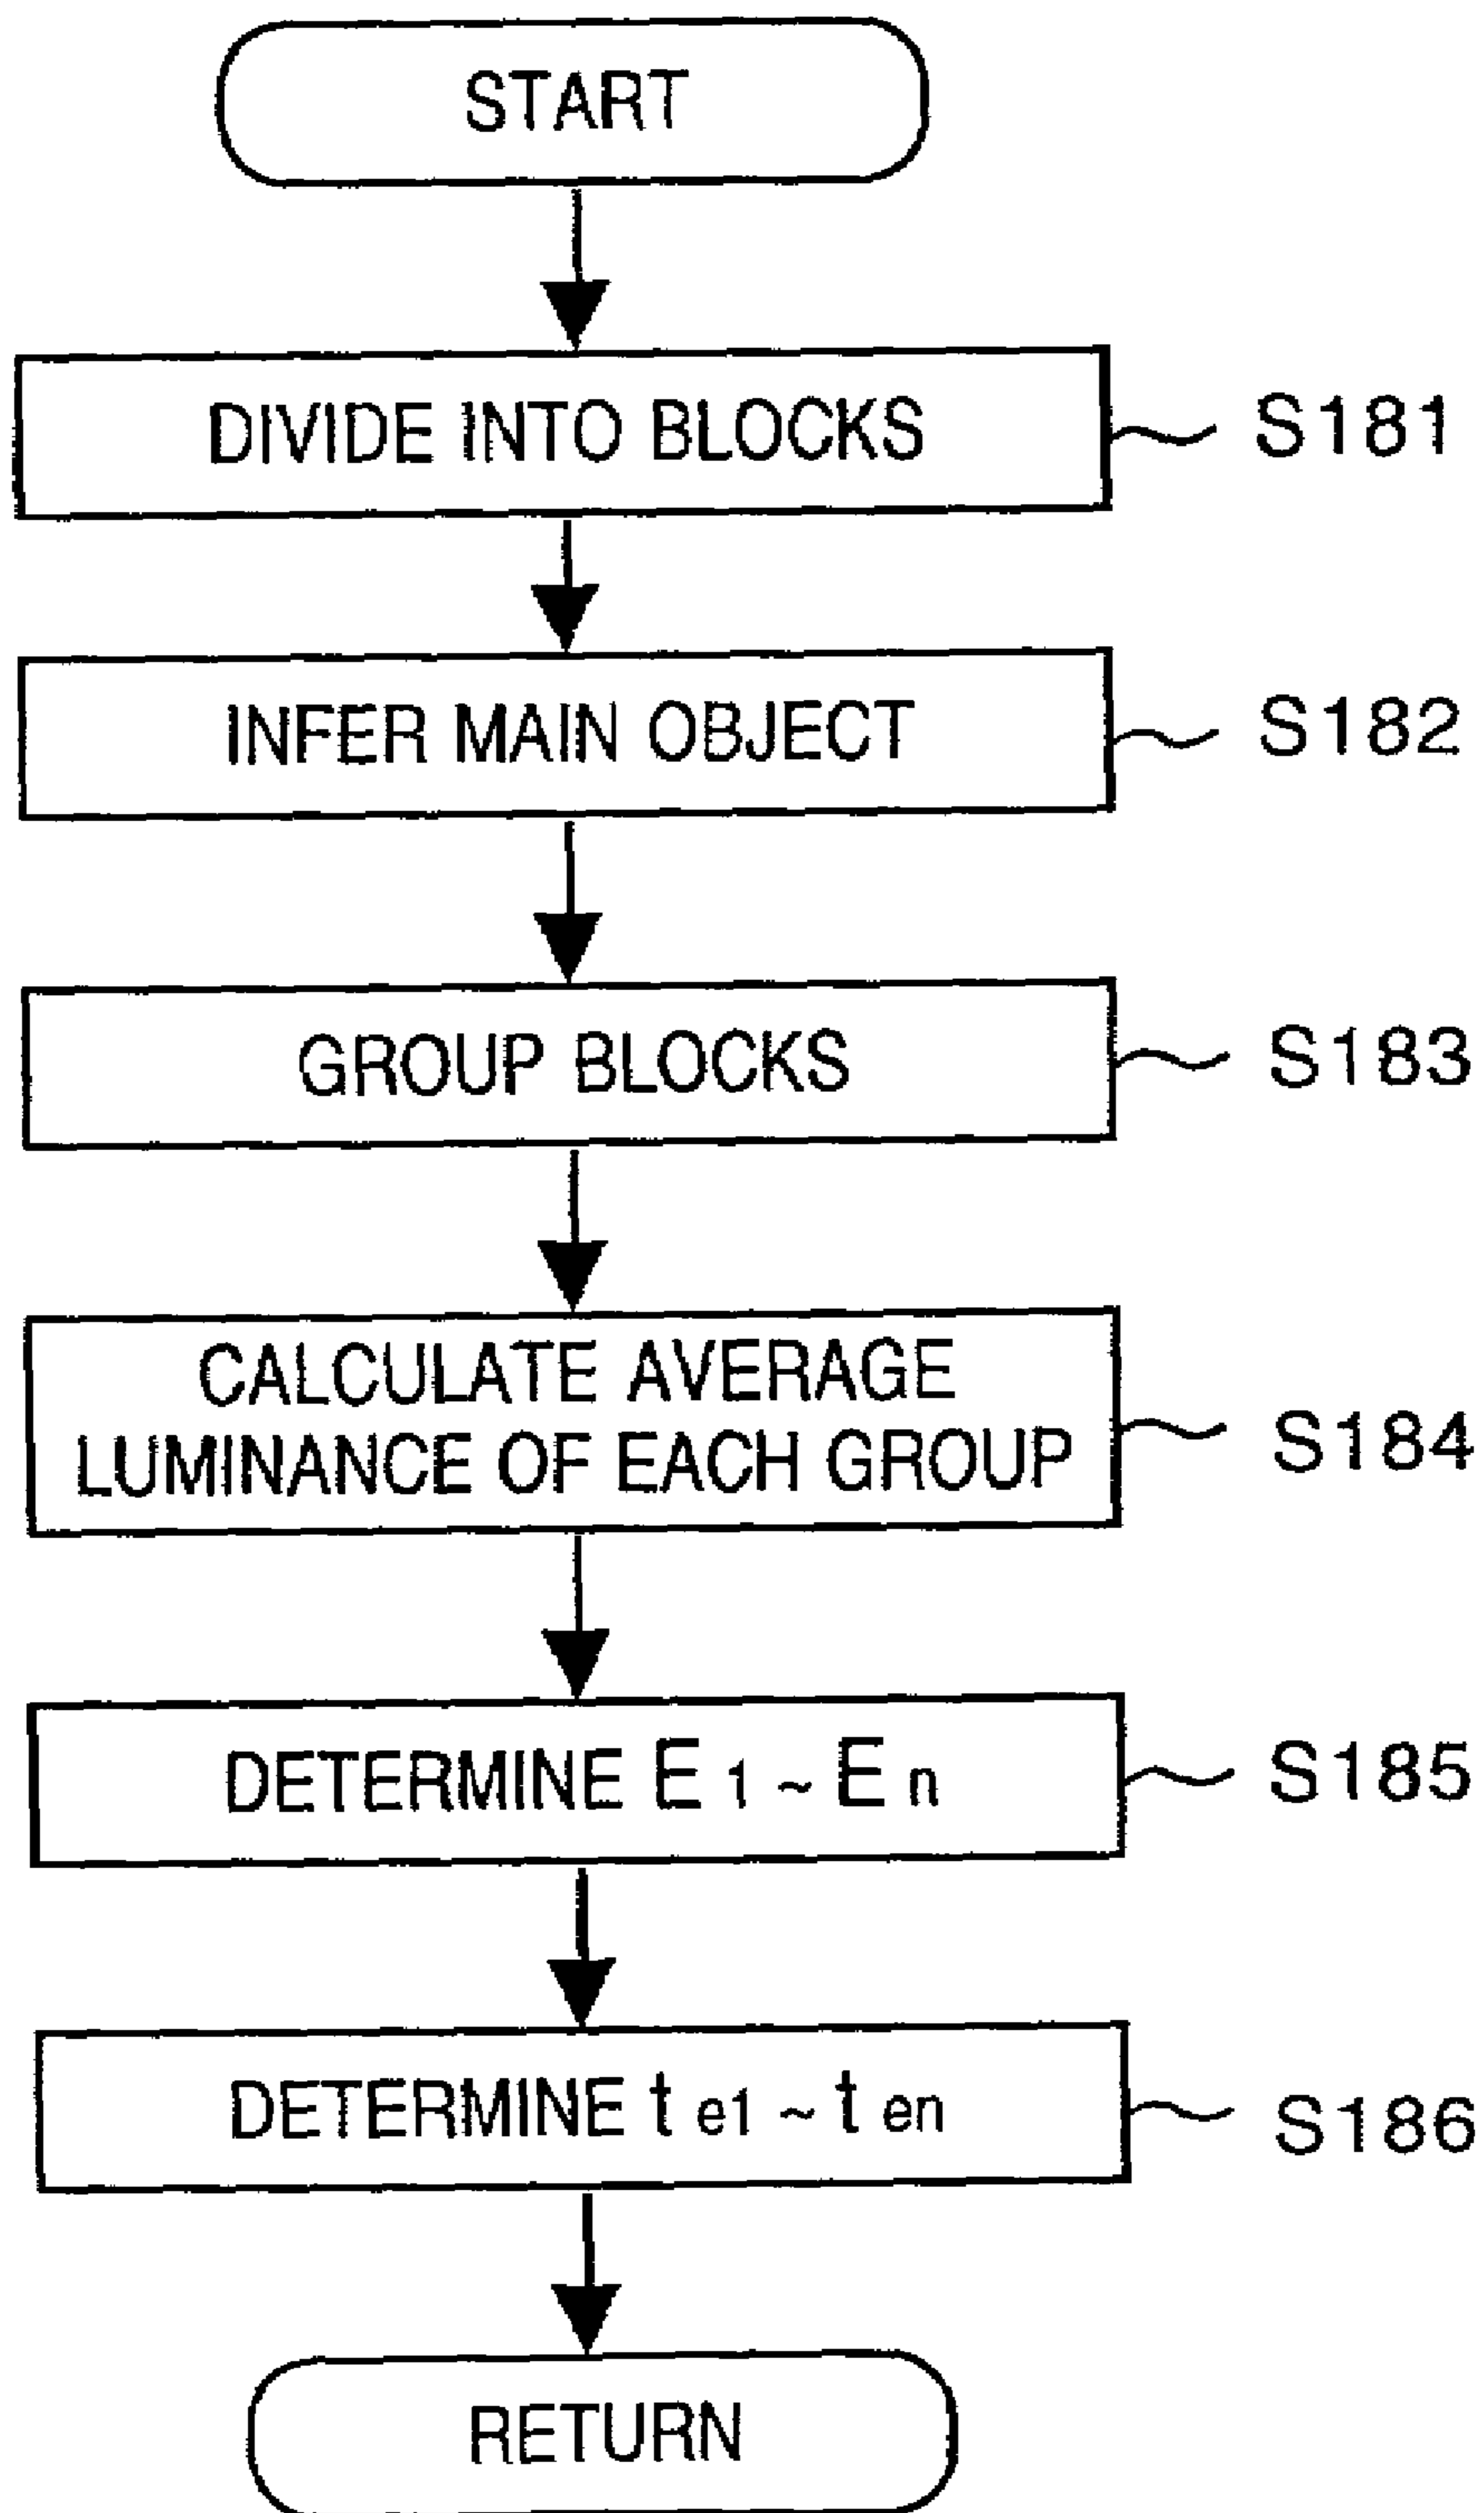 START
DIVIDE INTO BLOCKS S181
INFER MAIN OBJECT S182
GROUP BLOCKS S183
CALCULATE AVERAGE
LUMINANCE OF EACH GROUP S184
DETERMINE E1~En S185
DETERMINE te1~ten S186
RETURN